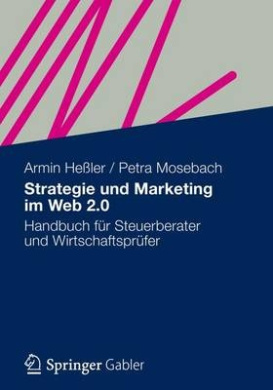 Armin Heßler / Petra Mosebach
Strategie und Marketing
im Web 2.0
Handbuch für Steuerberater
und Wirtschaftsprüfer
Springer Gabler